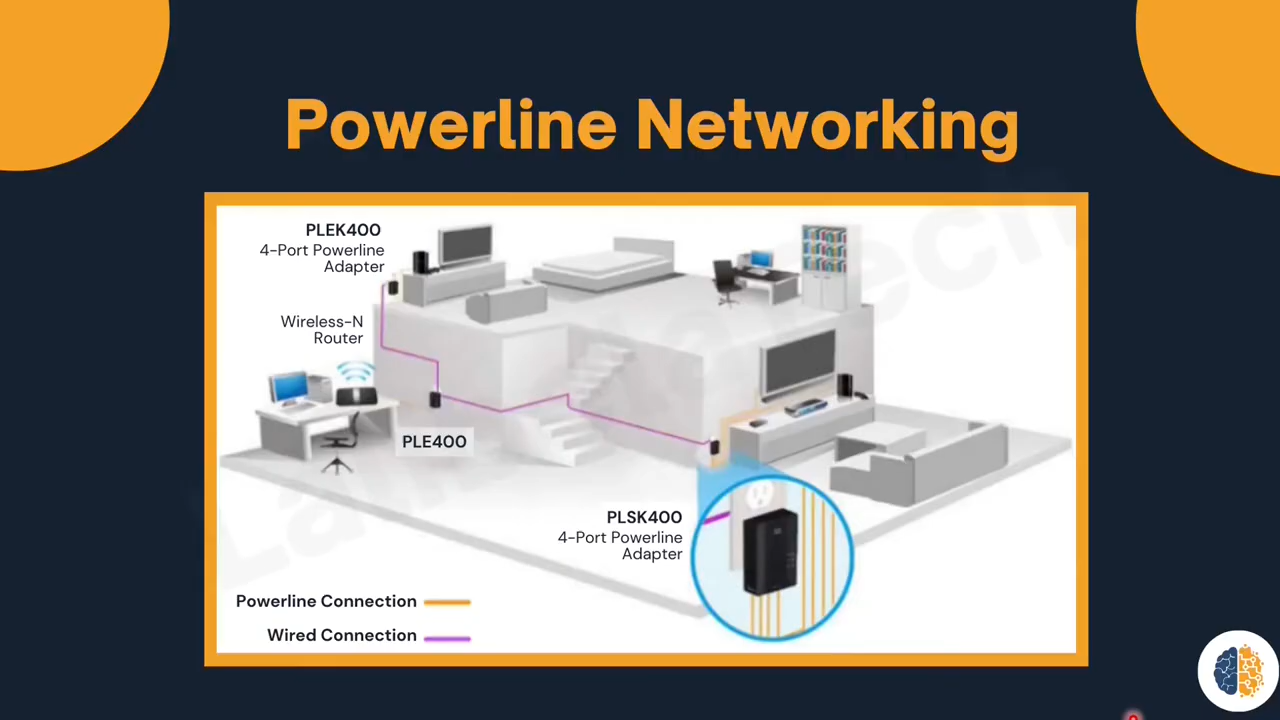 Powerline Networking
PLEK400
4-Port Powerline
Adapter
Wireless-N
Router
PLE400
PLSK400
4-Port Powerline
Adapter
Powerline Connection
Wired Connection